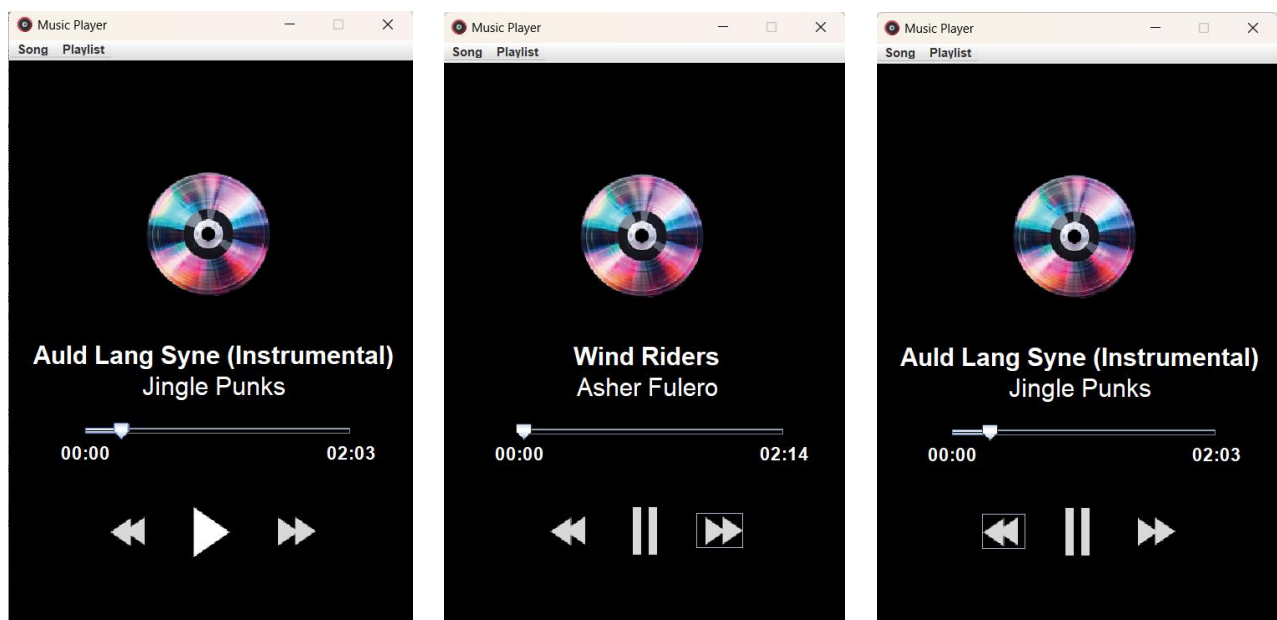 Music Player
Song Playlist
Auld Lang Syne (Instrumental)
Jingle Punks
00:00 02:03
Music Player
Song Playlist
Wind Riders
Asher Fulero
00:00 02:14
Music Player
Song Playlist
Auld Lang Syne (Instrumental)
Jingle Punks
00:00 02:03